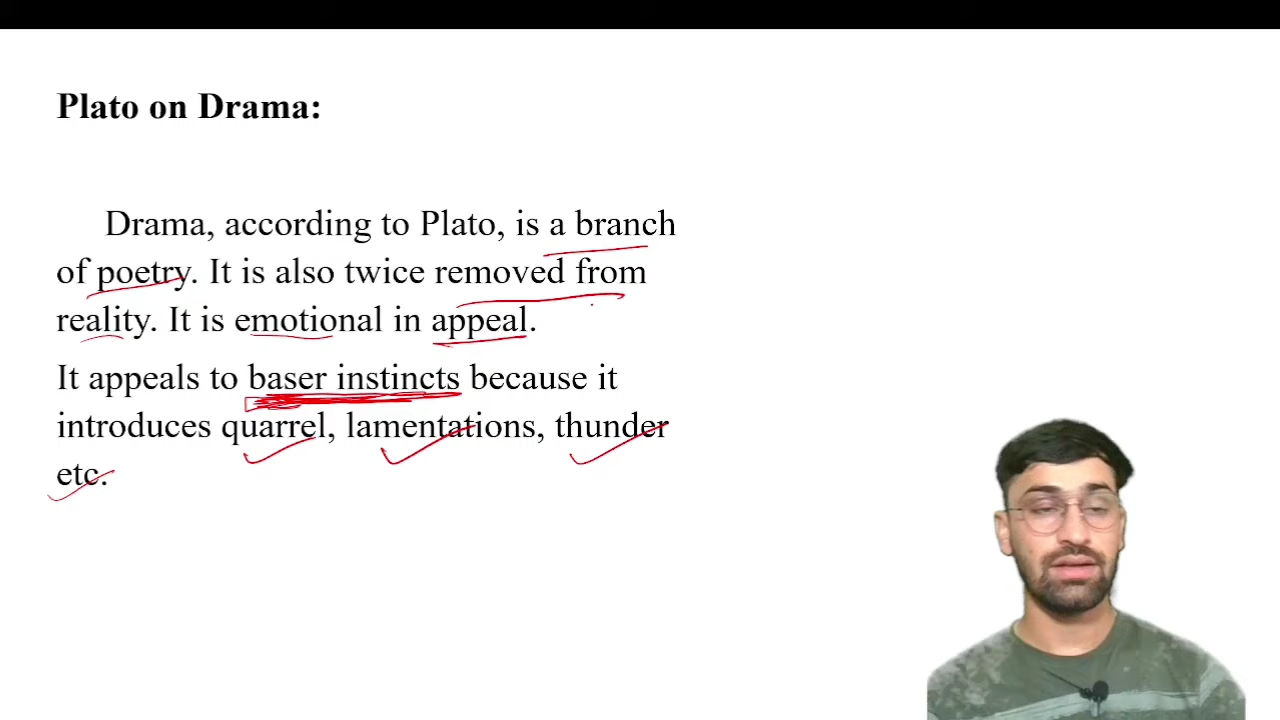 Plato on Drama:
Drama, according to Plato, is a branch
of poetry. It is also twice removed from
reality. It is emotional in appeal.
It appeals to baser instincts because it
introduces quarrel, lamentations, thunder
etc.